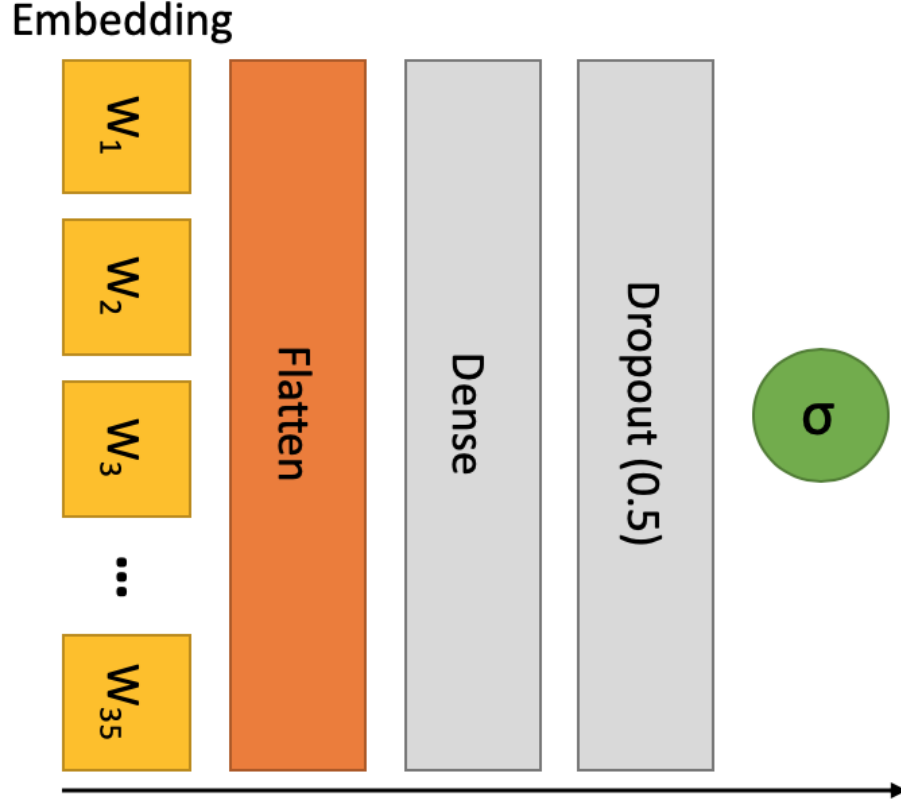 Embedding
W1
W2
W3
...
W35
Flatten
Dense
Dropout (0.5)
σ